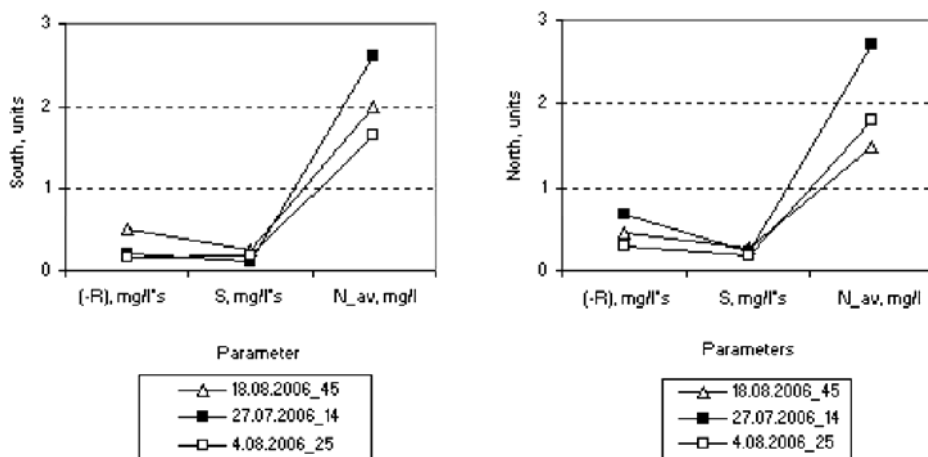 South, units
3
2
1
0
(-R), mg/l*s S, mg/l*s N_av, mg/l
Parameter
18.08.2006_45
27.07.2006_14
4.08.2006_25
North, units
3
2
1
0
(-R), mg/l*s S, mg/l*s N_av, mg/l
Parameters
18.08.2006_45
27.07.2006_14
4.08.2006_25